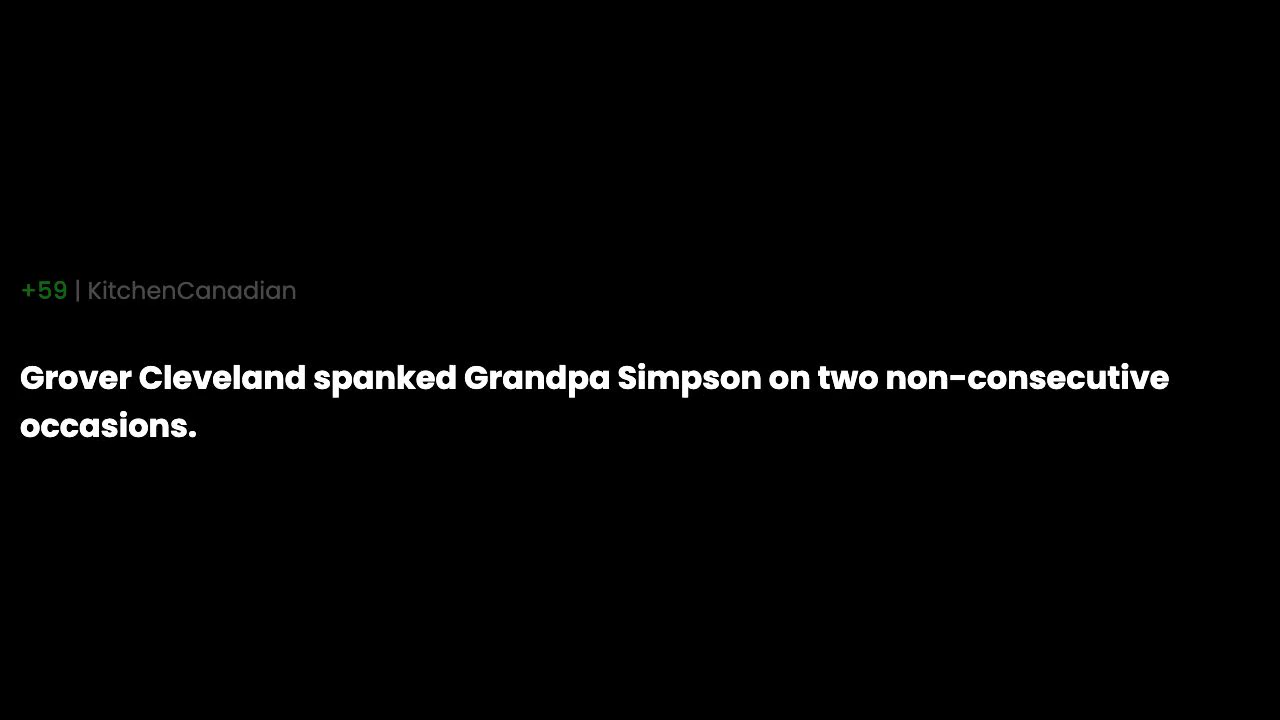 +59 | KitchenCanadian
Grover Cleveland spanked Grandpa Simpson on two non-consecutive
occasions.